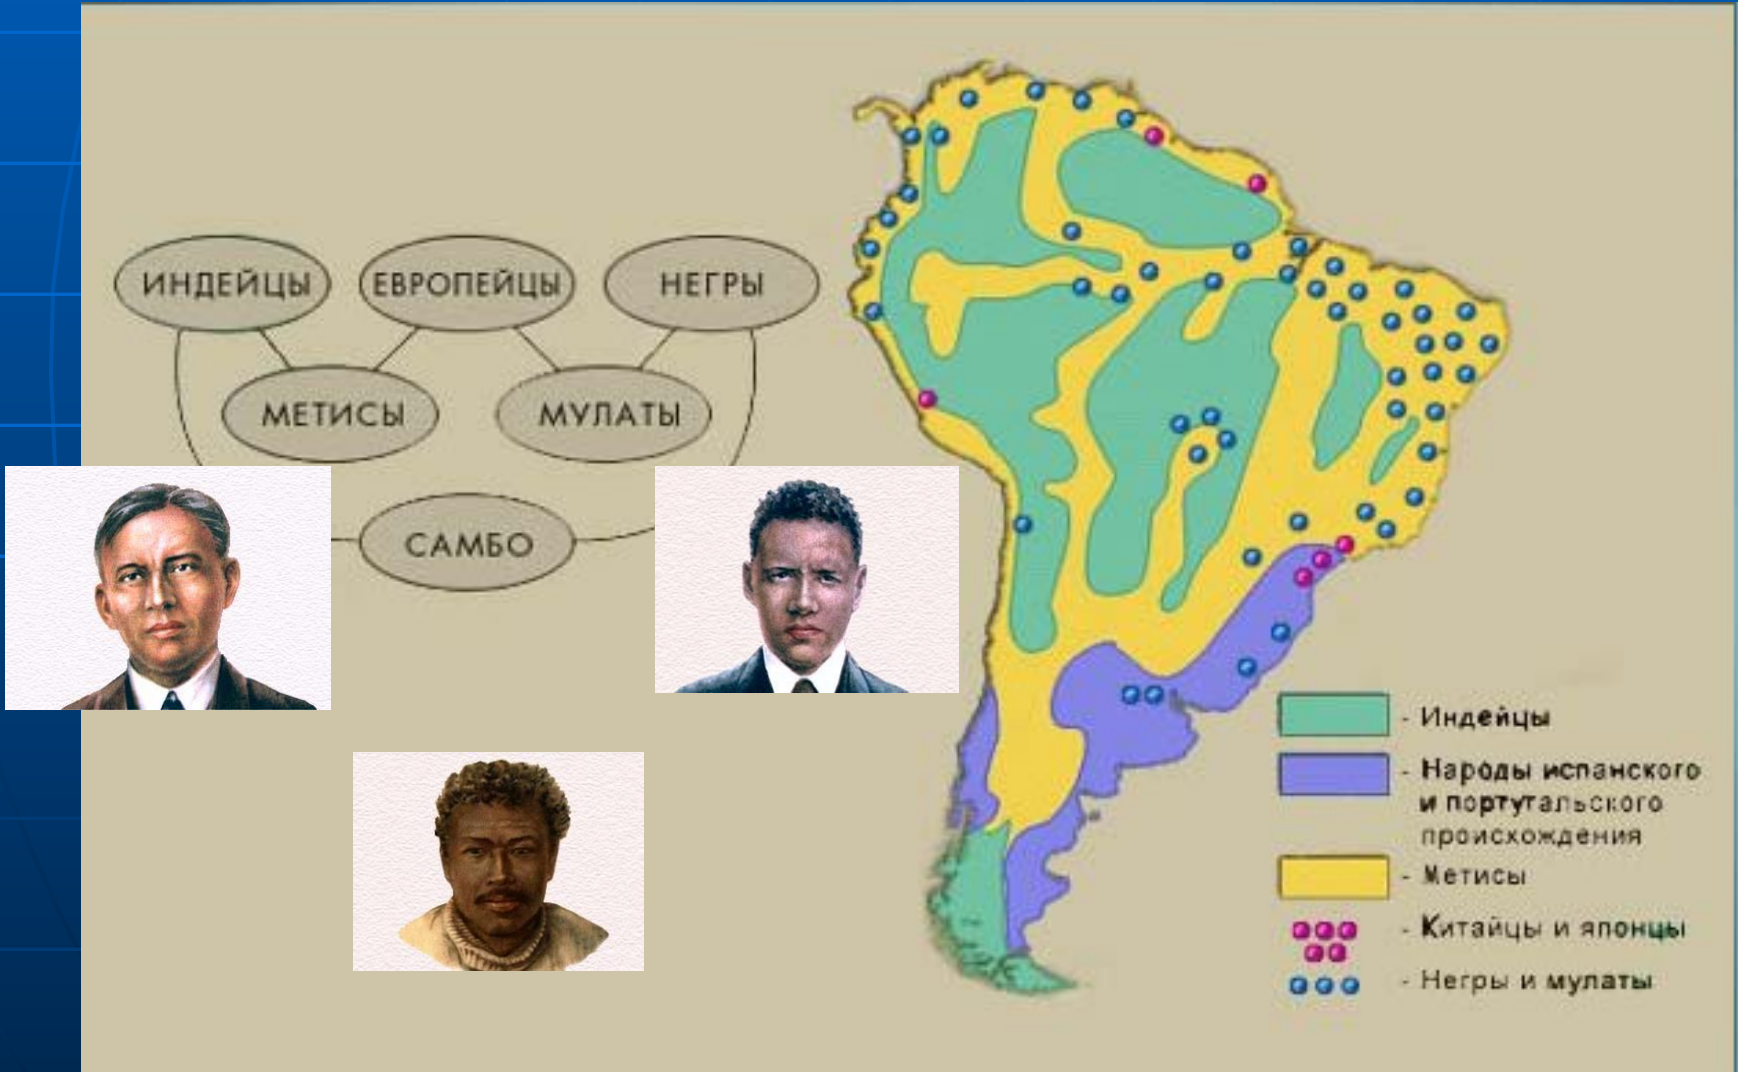 ИНДЕЙЦЫ ЕВРОПЕЙЦЫ НЕГРЫ
МЕТИСЫ МУЛАТЫ
САМБО
- Индейцы
- Народы испанского
и португальского
происхождения
- Метисы
- Китайцы и японцы
- Негры и мулаты